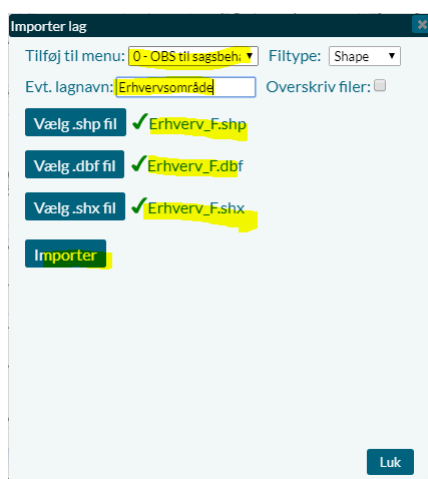 Importer lag
Tilføj til menu: 0 - OBS til sagsbeh Filtype: Shape
Evt. lagnavn: Erhvervsområde Overskriv filer:
Vælg .shp fil ✓ Erhverv_F.shp
Vælg .dbf fil ✓ Erhverv_F.dbf
Vælg .shx fil ✓ Erhverv_F.shx
Importer
Luk